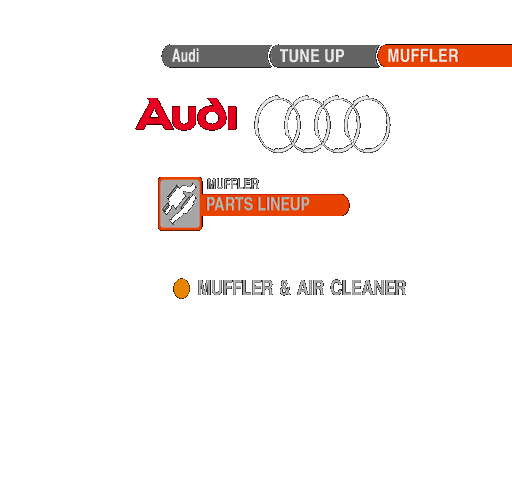 Audi TUNE UP MUFFLER
Audi
MUFFLER
PARTS LINEUP
MUFFLER & AIR CLEANER